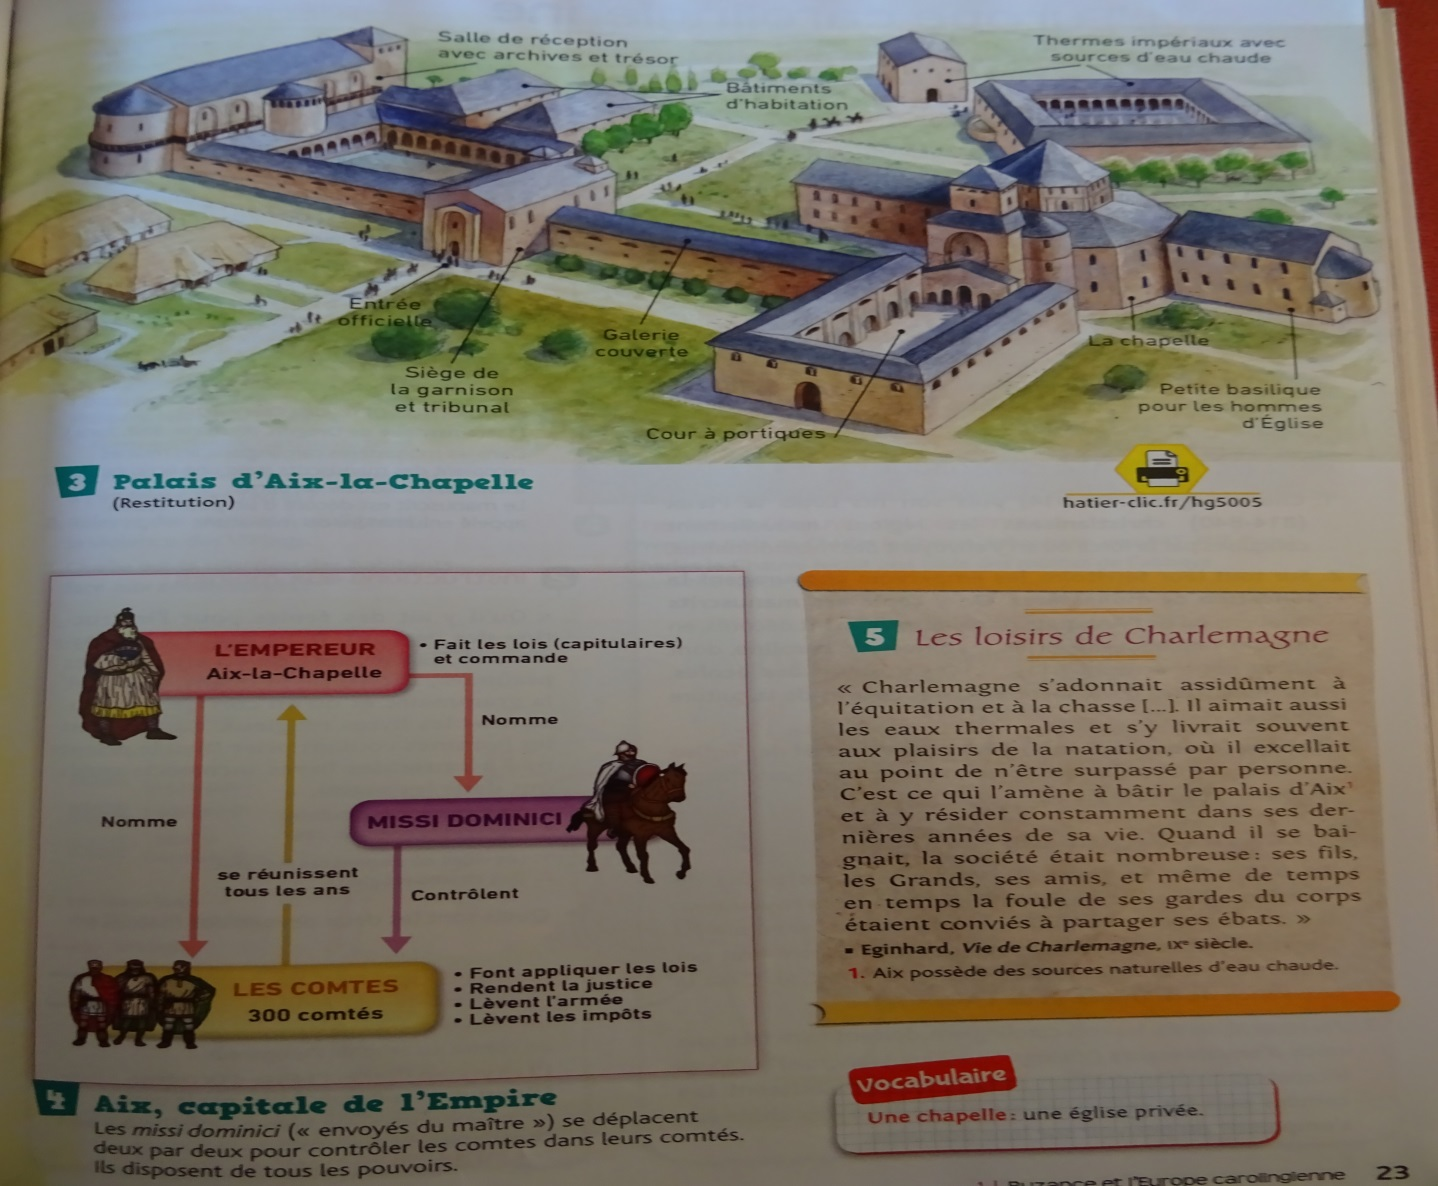 Salle de réception
avec archives et trésor
Thermes impériaux avec
sources d'eau chaude
Bâtiments
d'habitation
Entrée
officielle
Galerie
couverte
La chapelle
Siège de
la garnison
et tribunal
Petite basilique
pour les hommes
d'Église
Cour à portiques
3 Palais d'Aix-la-Chapelle
(Restitution)
hatier-clic.fr/hg5005
L'EMPEREUR
Aix-la-Chapelle
• Fait les lois (capitulaires)
et commande
Nomme
Nomme
MISSI DOMINICI
se réunissent
tous les ans
Contrôlent
LES COMTES
300 comtés
• Font appliquer les lois
• Rendent la justice
• Lèvent l'armée
• Lèvent les impôts
4 Aix, capitale de l'Empire
Les missi dominici (« envoyés du maître ») se déplacent
deux par deux pour contrôler les comtes dans leurs comtés.
Ils disposent de tous les pouvoirs.
5 Les loisirs de Charlemagne
« Charlemagne s'adonnait assidûment à
l'équitation et à la chasse [...]. Il aimait aussi
les eaux thermales et s'y livrait souvent
aux plaisirs de la natation, où il excellait
au point de n'être surpassé par personne.
C'est ce qui l'amène à bâtir le palais d'Aix¹
et à y résider constamment dans ses der-
nières années de sa vie. Quand il se bai-
gnait, la société était nombreuse : ses fils,
les Grands, ses amis, et même de temps
en temps la foule de ses gardes du corps
étaient conviés à partager ses ébats. »
▪ Eginhard, Vie de Charlemagne, IXe siècle.
1. Aix possède des sources naturelles d'eau chaude.
Vocabulaire
Une chapelle : une église privée.
Byzance et l'Europe carolingienne 23